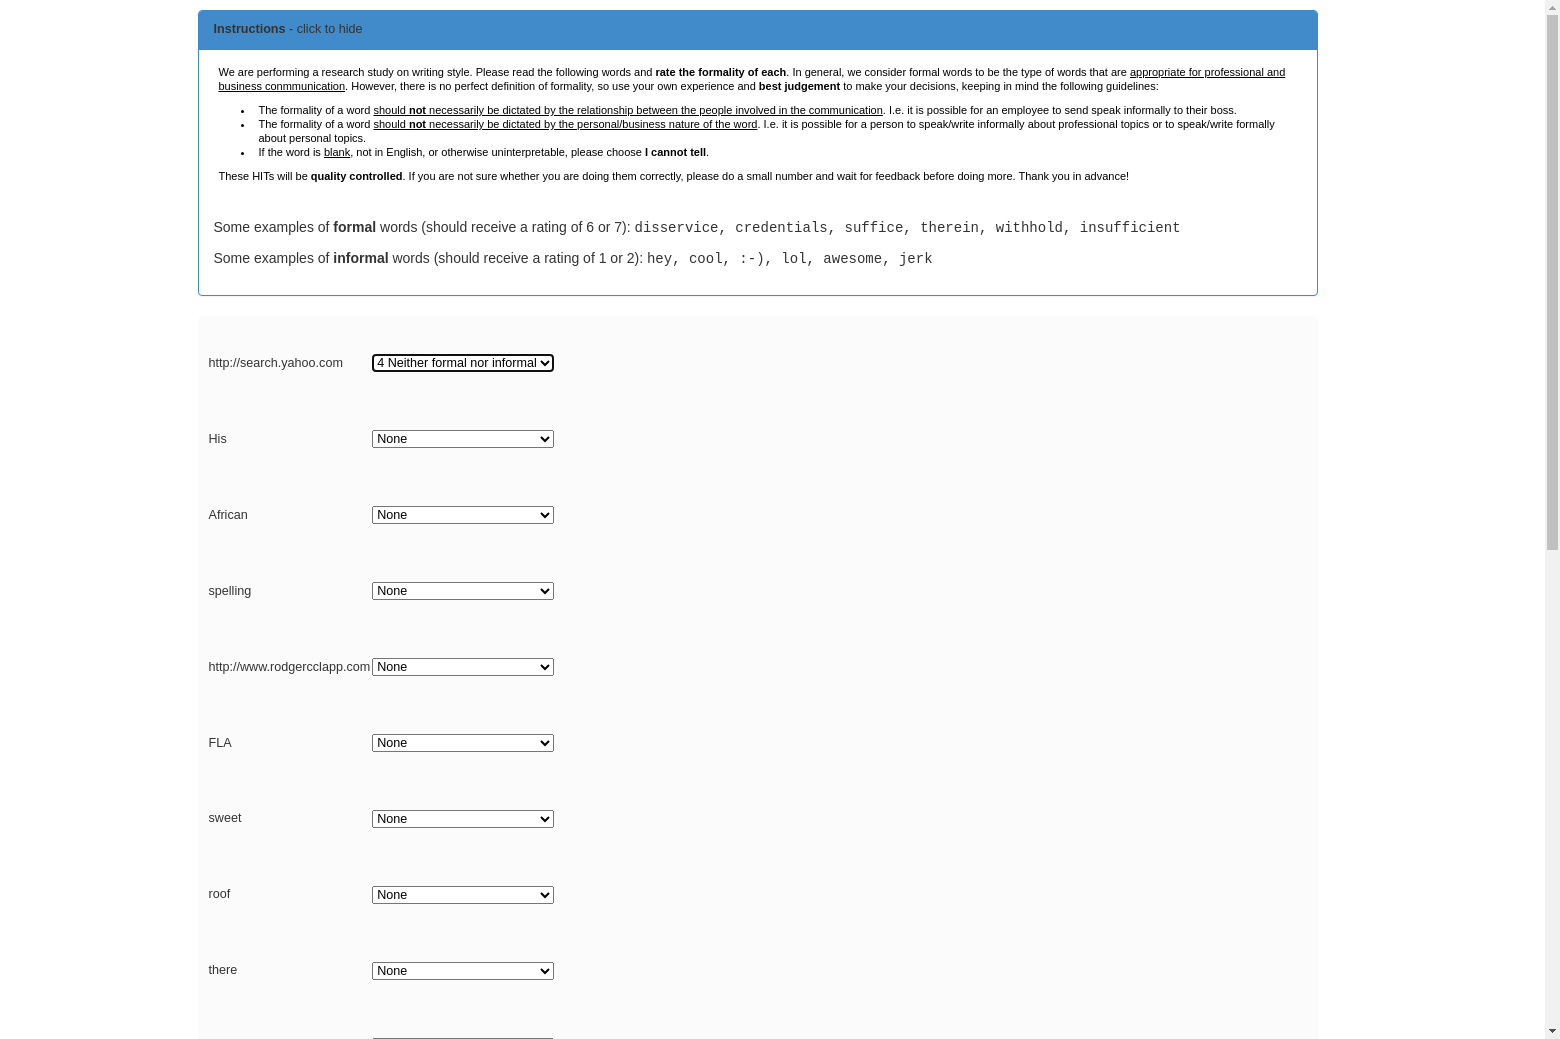 Instructions - click to hide
We are performing a research study on writing style. Please read the following words and rate the formality of each. In general, we consider formal words to be the type of words that are appropriate for professional and
business conmmunication. However, there is no perfect definition of formality, so use your own experience and best judgement to make your decisions, keeping in mind the following guidelines:
• The formality of a word should not necessarily be dictated by the relationship between the people involved in the communication. I.e. it is possible for an employee to send speak informally to their boss.
• The formality of a word should not necessarily be dictated by the personal/business nature of the word. I.e. it is possible for a person to speak/write informally about professional topics or to speak/write formally
about personal topics.
• If the word is blank, not in English, or otherwise uninterpretable, please choose I cannot tell.
These HITs will be quality controlled. If you are not sure whether you are doing them correctly, please do a small number and wait for feedback before doing more. Thank you in advance!
Some examples of formal words (should receive a rating of 6 or 7): disservice, credentials, suffice, therein, withhold, insufficient
Some examples of informal words (should receive a rating of 1 or 2): hey, cool, :-), lol, awesome, jerk
http://search.yahoo.com 4 Neither formal nor informal
His None
African None
spelling None
http://www.rodgercclapp.com None
FLA None
sweet None
roof None
there None